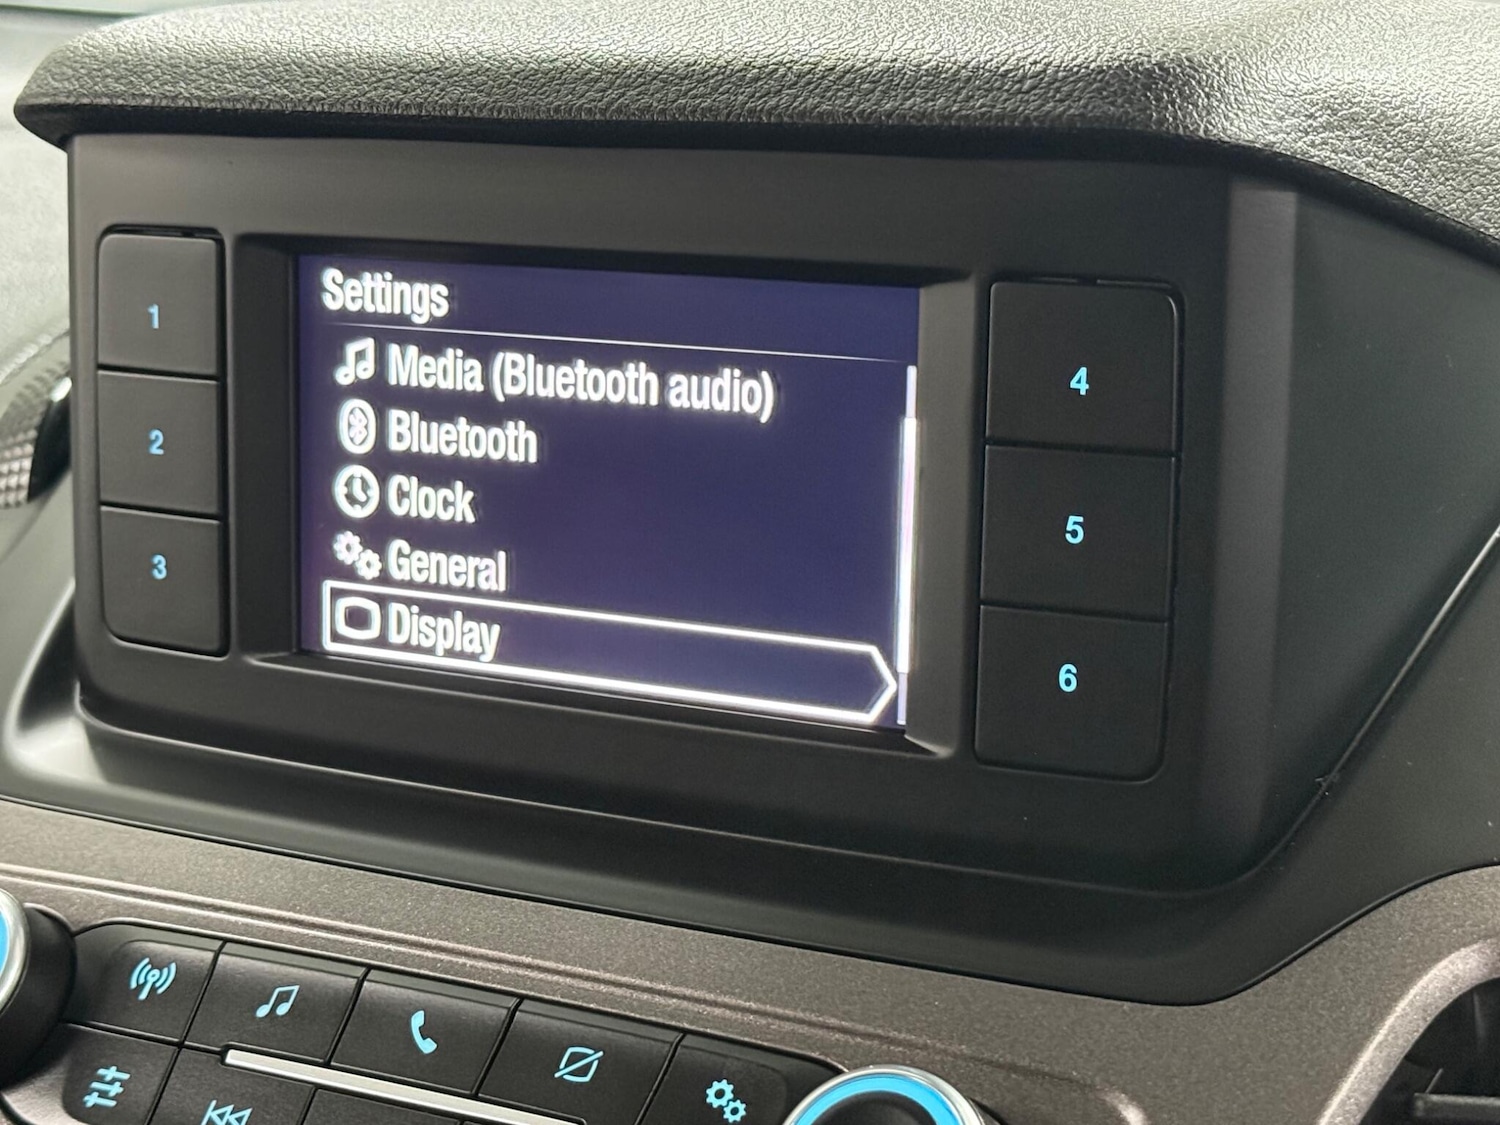 Settings
Media (Bluetooth audio)
Bluetooth
Clock
General
Display
1
2
3
4
5
6